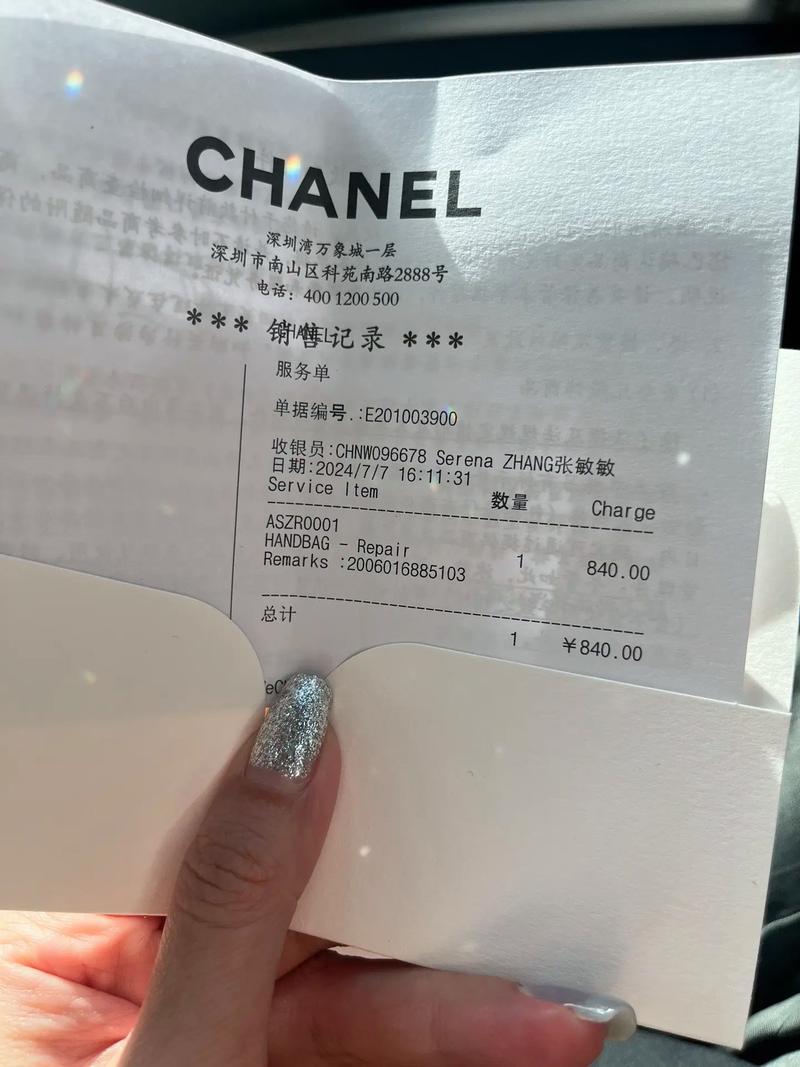 CHANEL
深圳湾万象城一层
深圳市南山区科苑南路2888号
电话: 400 1200 500
*** 销售记录 ***
CHANEL
服务单
单据编号.:E201003900
收银员:CHNW096678 Serena ZHANG张敏敏
日期:2024/7/7 16:11:31
Service Item 数量 Charge
ASZR0001
HANDBAG - Repair 1 840.00
Remarks :2006016885103
总计
1 ¥840.00